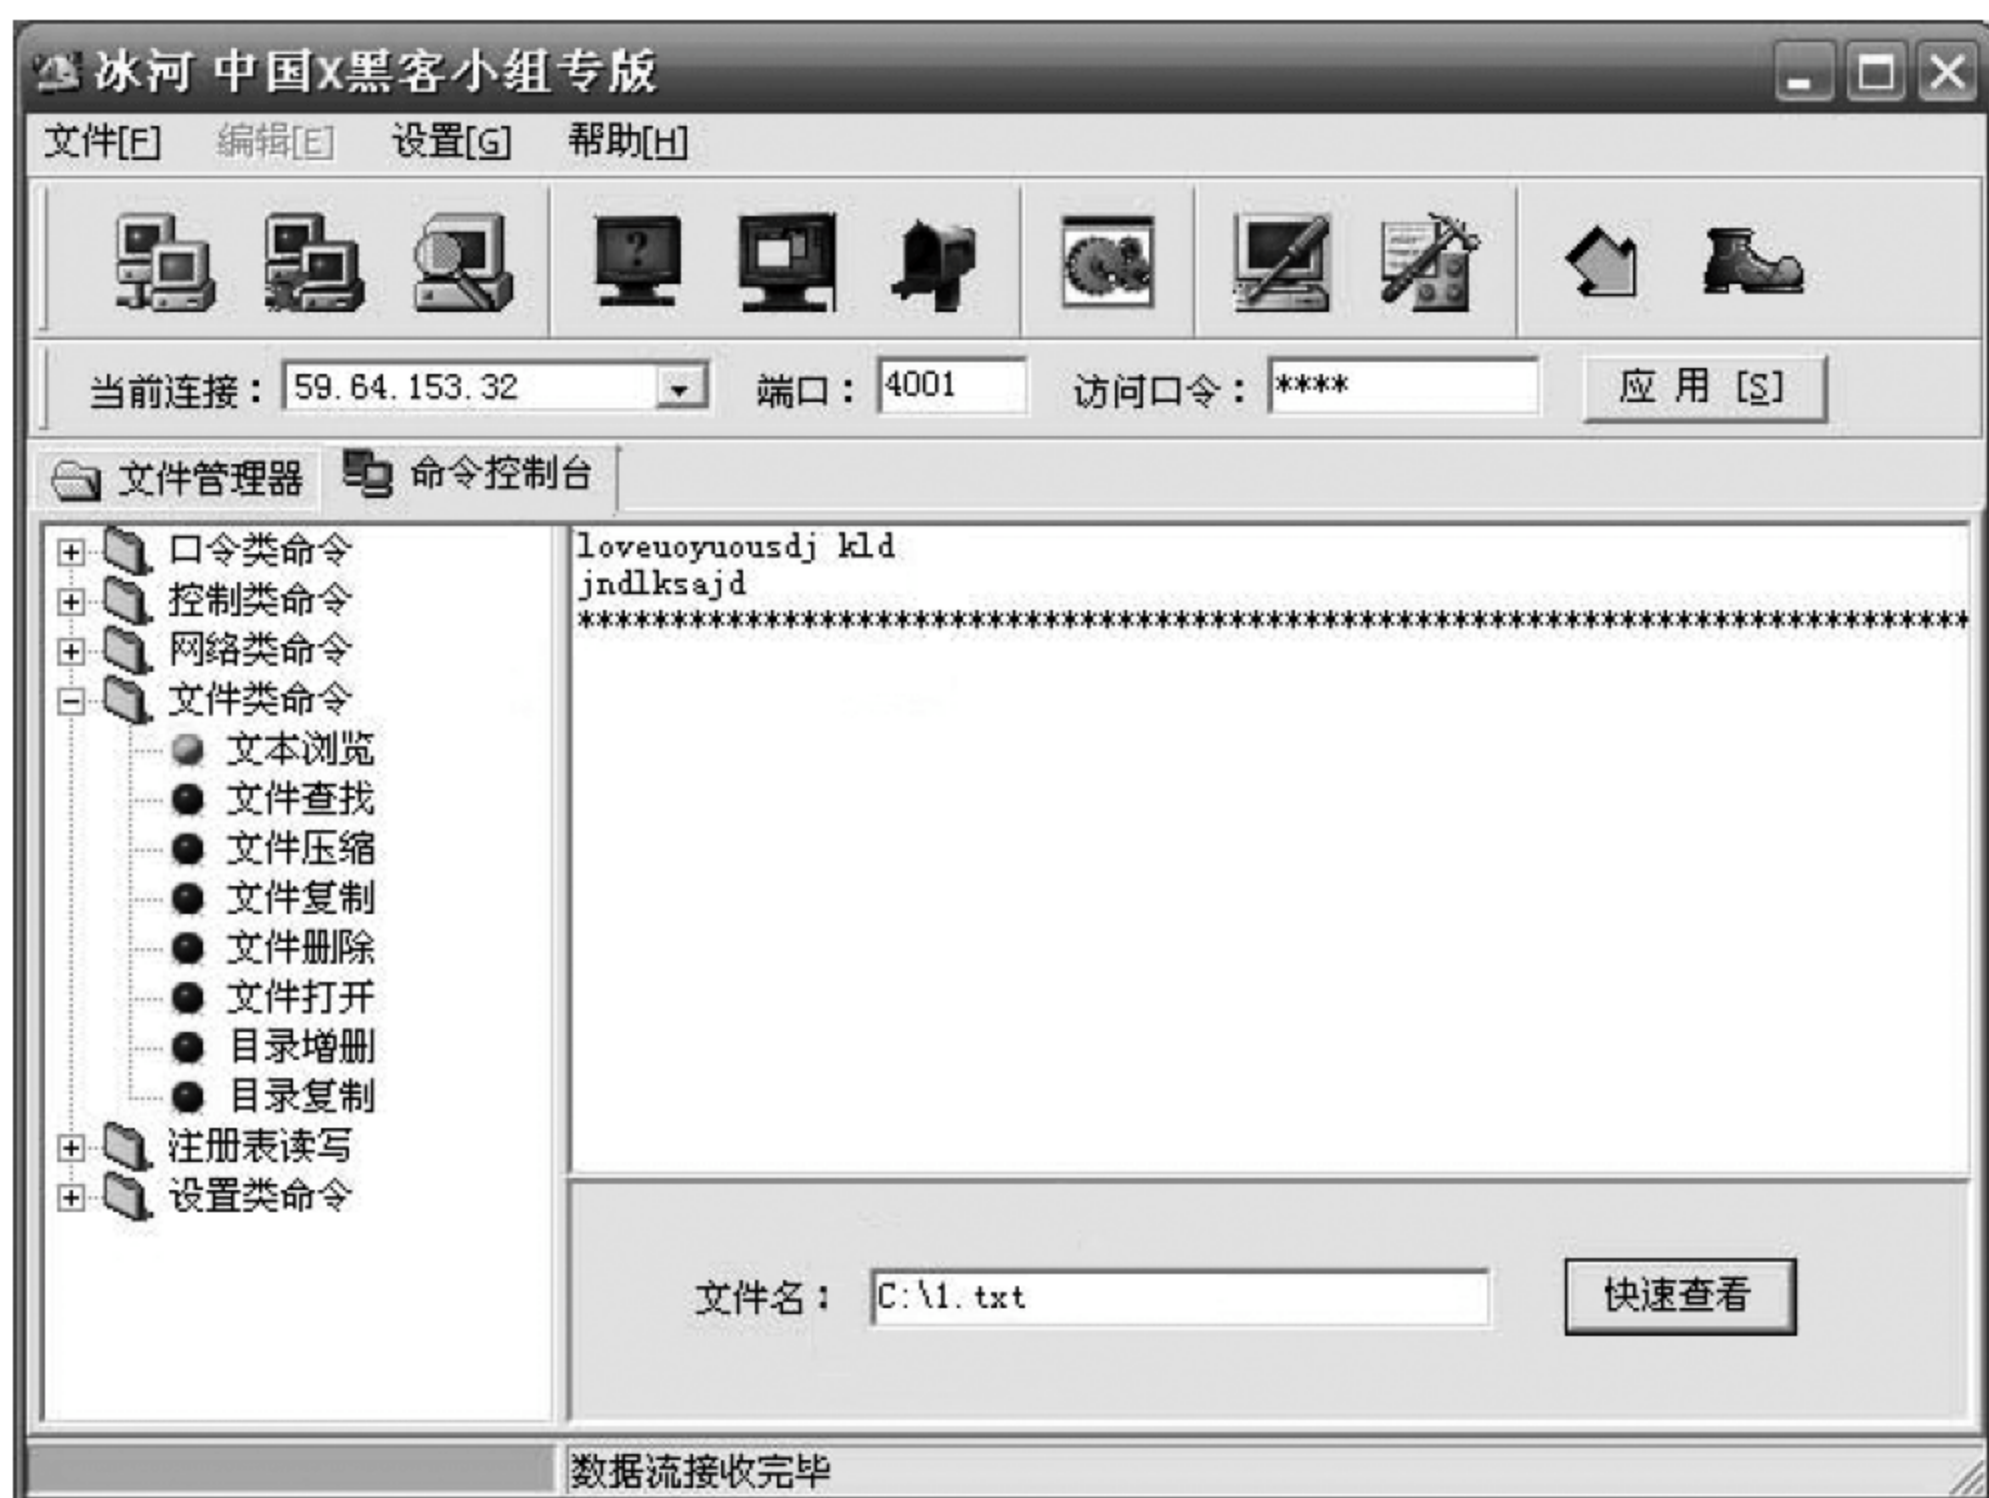 冰河 中国X黑客小组专版
文件[F] 编辑[E] 设置[G] 帮助[H]
当前连接： 59.64.153.32 端口： 4001 访问口令： **** 应 用 [S]
文件管理器 命令控制台
口令类命令
控制类命令
网络类命令
文件类命令
文本浏览
文件查找
文件压缩
文件复制
文件删除
文件打开
目录增删
目录复制
注册表读写
设置类命令
loveuoyuousdj kld
jndlksajd
***************************************************************************
文件名： C:\1.txt 快速查看
数据流接收完毕